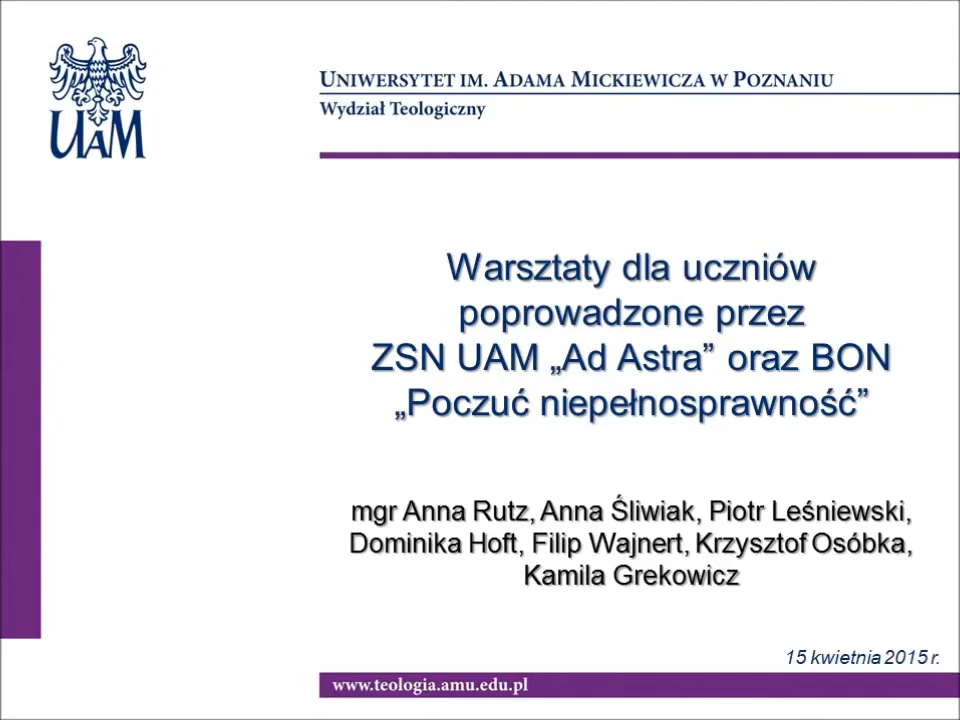 UAM
UNIWERSYTET IM. ADAMA MICKIEWICZA W POZNANIU
Wydział Teologiczny
Warsztaty dla uczniów
poprowadzone przez
ZSN UAM „Ad Astra” oraz BON
„Poczuć niepełnosprawność”
mgr Anna Rutz, Anna Śliwiak, Piotr Leśniewski,
Dominika Hoft, Filip Wajnert, Krzysztof Osóbka,
Kamila Grekowicz
15 kwietnia 2015 r.
www.teologia.amu.edu.pl